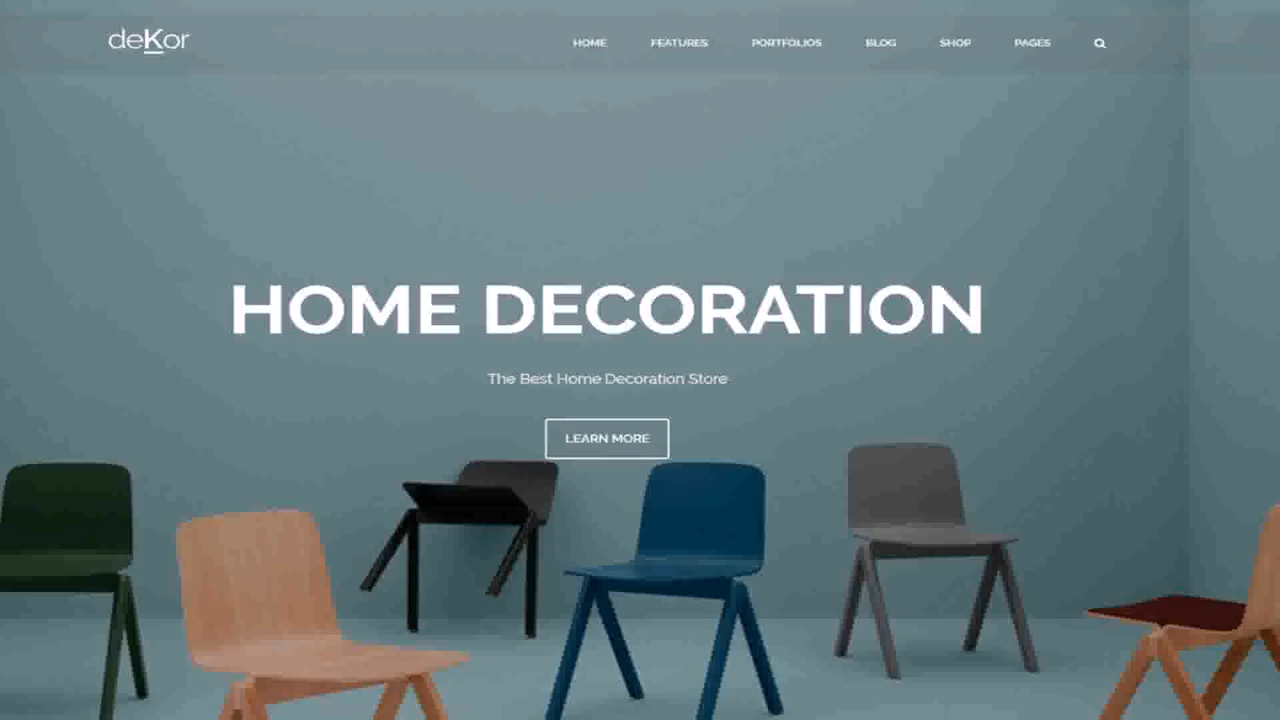 deKor
HOME FEATURES PORTFOLIOS BLOG SHOP PAGES
HOME DECORATION
The Best Home Decoration Store
LEARN MORE